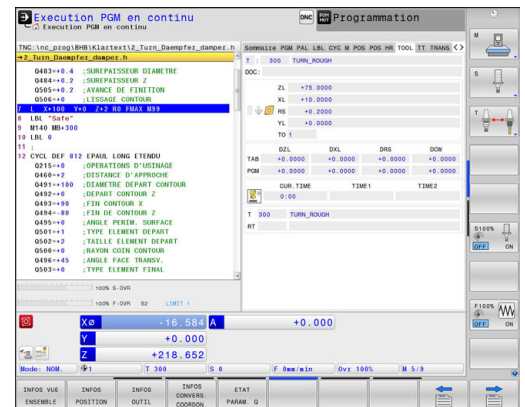 Execution PGM en continu
Execution PGM en continu
DNC
Programmation
TNC:\nc_prog\BHB\Klartext\2_Turn_Daempfer_damper.h
→2_Turn_Daempfer_damper.h
Q483=+0.4 ;SUREPAISSEUR DIAMETRE
Q484=+0.2 ;SUREPAISSEUR Z
Q505=+0.2 ;AVANCE DE FINITION
Q506=+0 ;LISSAGE CONTOUR
7 L X+100 Y+0 Z+2 R0 FMAX M99
8 LBL "Safe"
9 M140 MB+300
10 LBL 0
11 ;
12 CYCL DEF 812 EPAUL LONG ETENDU
Q215=+0 ;OPERATIONS D'USINAGE
Q460=+2 ;DISTANCE D'APPROCHE
Q491=+100 ;DIAMETRE DEPART CONTOUR
Q492=+0 ;DEPART CONTOUR Z
Q493=+90 ;FIN CONTOUR X
Q494=-80 ;FIN DE CONTOUR Z
Q495=+0 ;ANGLE PERIM. SURFACE
Q501=+1 ;TYPE ELEMENT DEPART
Q502=+2 ;TAILLE ELEMENT DEPART
Q500=+0 ;RAYON COIN CONTOUR
Q496=+45 ;ANGLE FACE TRANSV.
Q503=+0 ;TYPE ELEMENT FINAL
Sommaire PGM PAL LBL CYC M POS POS HR TOOL TT TRANS
T : 300 TURN_ROUGH
DOC:
ZL +75.0000
XL +10.0000
RS +0.2000
YL +0.0000
TO 1
DZL DXL DRS DCW
TAB +0.0000 +0.0000 +0.0000 +0.0000
PGM +0.0000 +0.0000 +0.0000 +0.0000
CUR.TIME TIME1 TIME2
0:00
T 300 TURN_ROUGH
RT
100% S-OVR
100% F-OVR S2 LIMIT 1
X -16.584 A +0.000
Y +0.000
Z +218.652
Mode: NOM. 1 T 300 S 0 F 0mm/min Ovr 100% M 5/9
INFOS VUE ENSEMBLE
INFOS POSITION
INFOS OUTIL
INFOS CONVERS. COORDON.
ETAT PARAM. Q
M
S
T
S100%
OFF ON
F100%
OFF ON